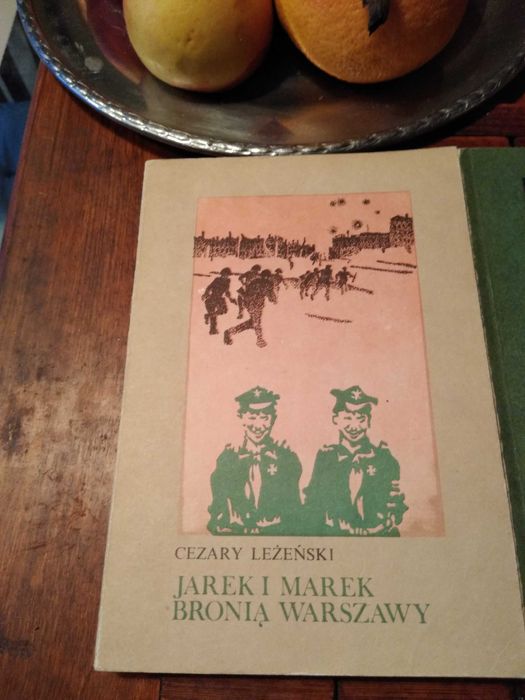 CEZARY LEŻEŃSKI
JAREK I MAREK
BRONIĄ WARSZAWY